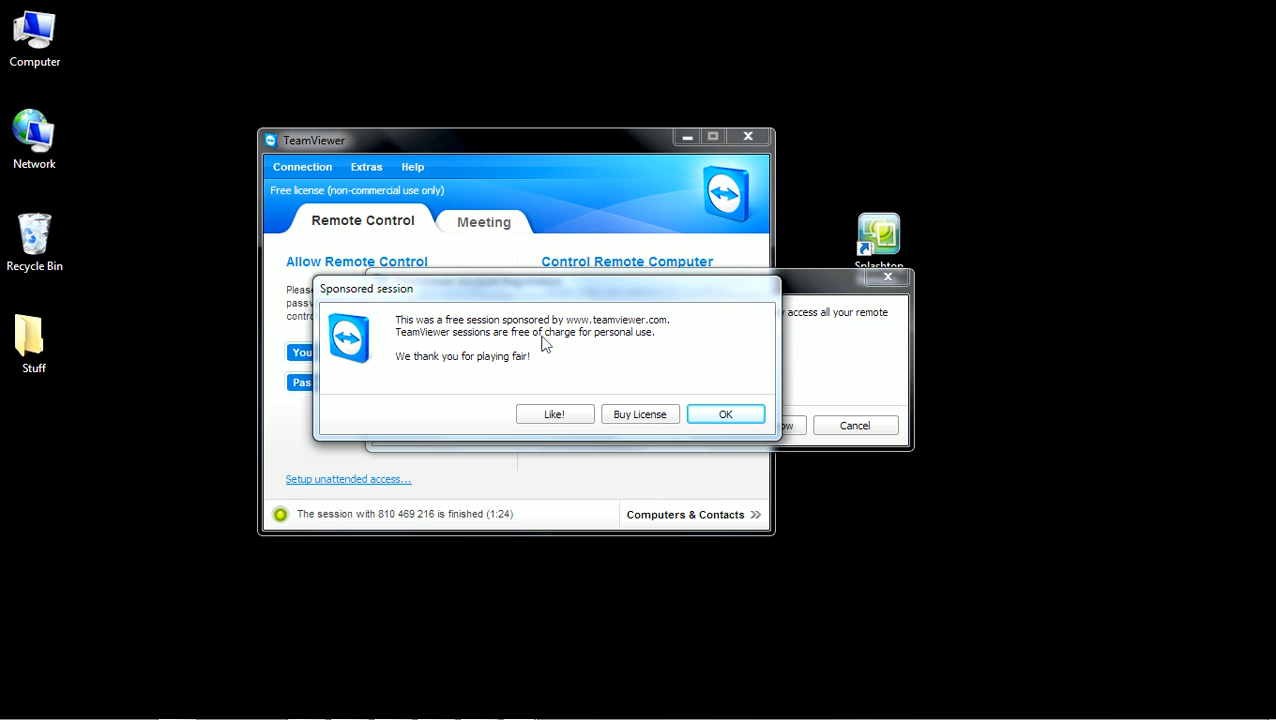 Computer
Network
Recycle Bin
Stuff
TeamViewer
Connection Extras Help
Free license (non-commercial use only)
Remote Control Meeting
Allow Remote Control
Control Remote Computer
Splashtop
Sponsored session
This was a free session sponsored by www.teamviewer.com.
TeamViewer sessions are free of charge for personal use.
We thank you for playing fair!
Like! Buy License OK
access all your remote
Cancel
Setup unattended access...
The session with 810 469 216 is finished (1:24)
Computers & Contacts